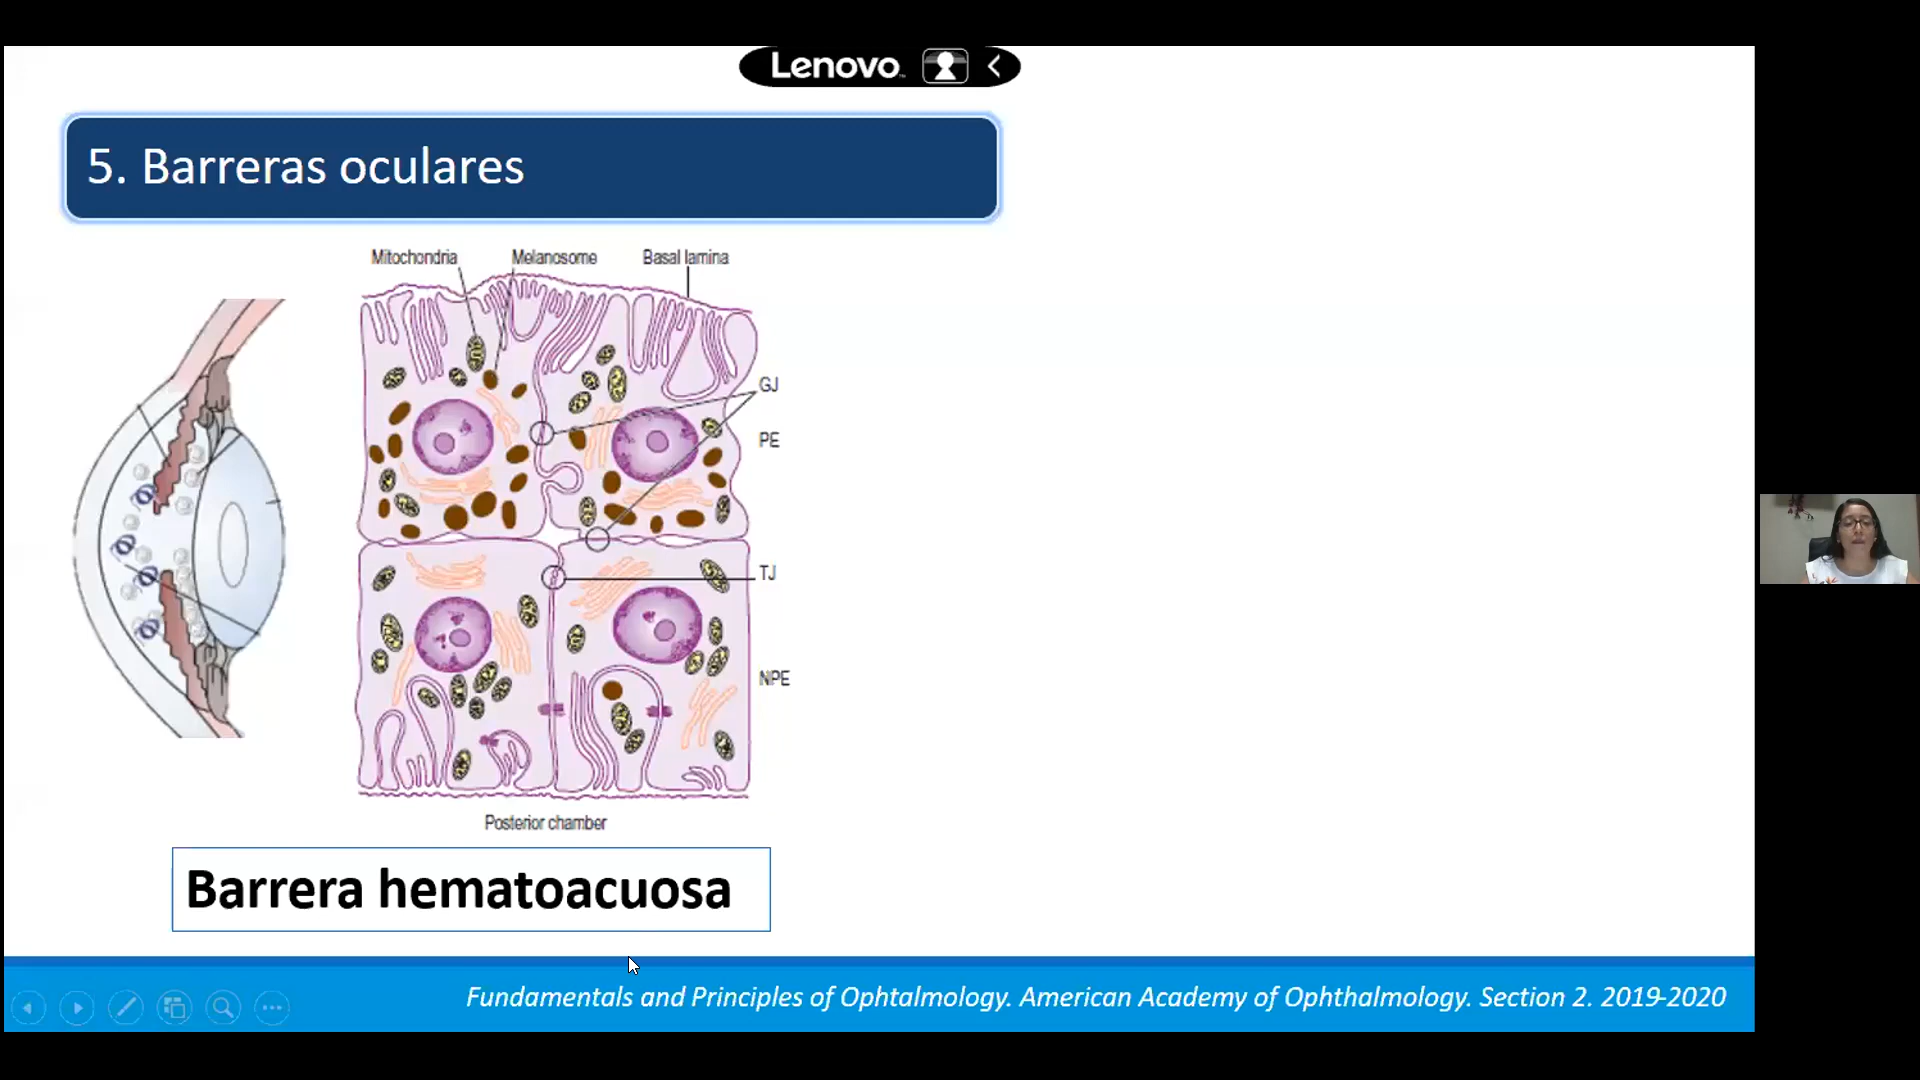 Lenovo
5. Barreras oculares
Mitochondria Melanosome Basal lamina
GJ
PE
TJ
NPE
Posterior chamber
Barrera hematoacuosa
Fundamentals and Principles of Ophtalmology. American Academy of Ophthalmology. Section 2. 2019-2020